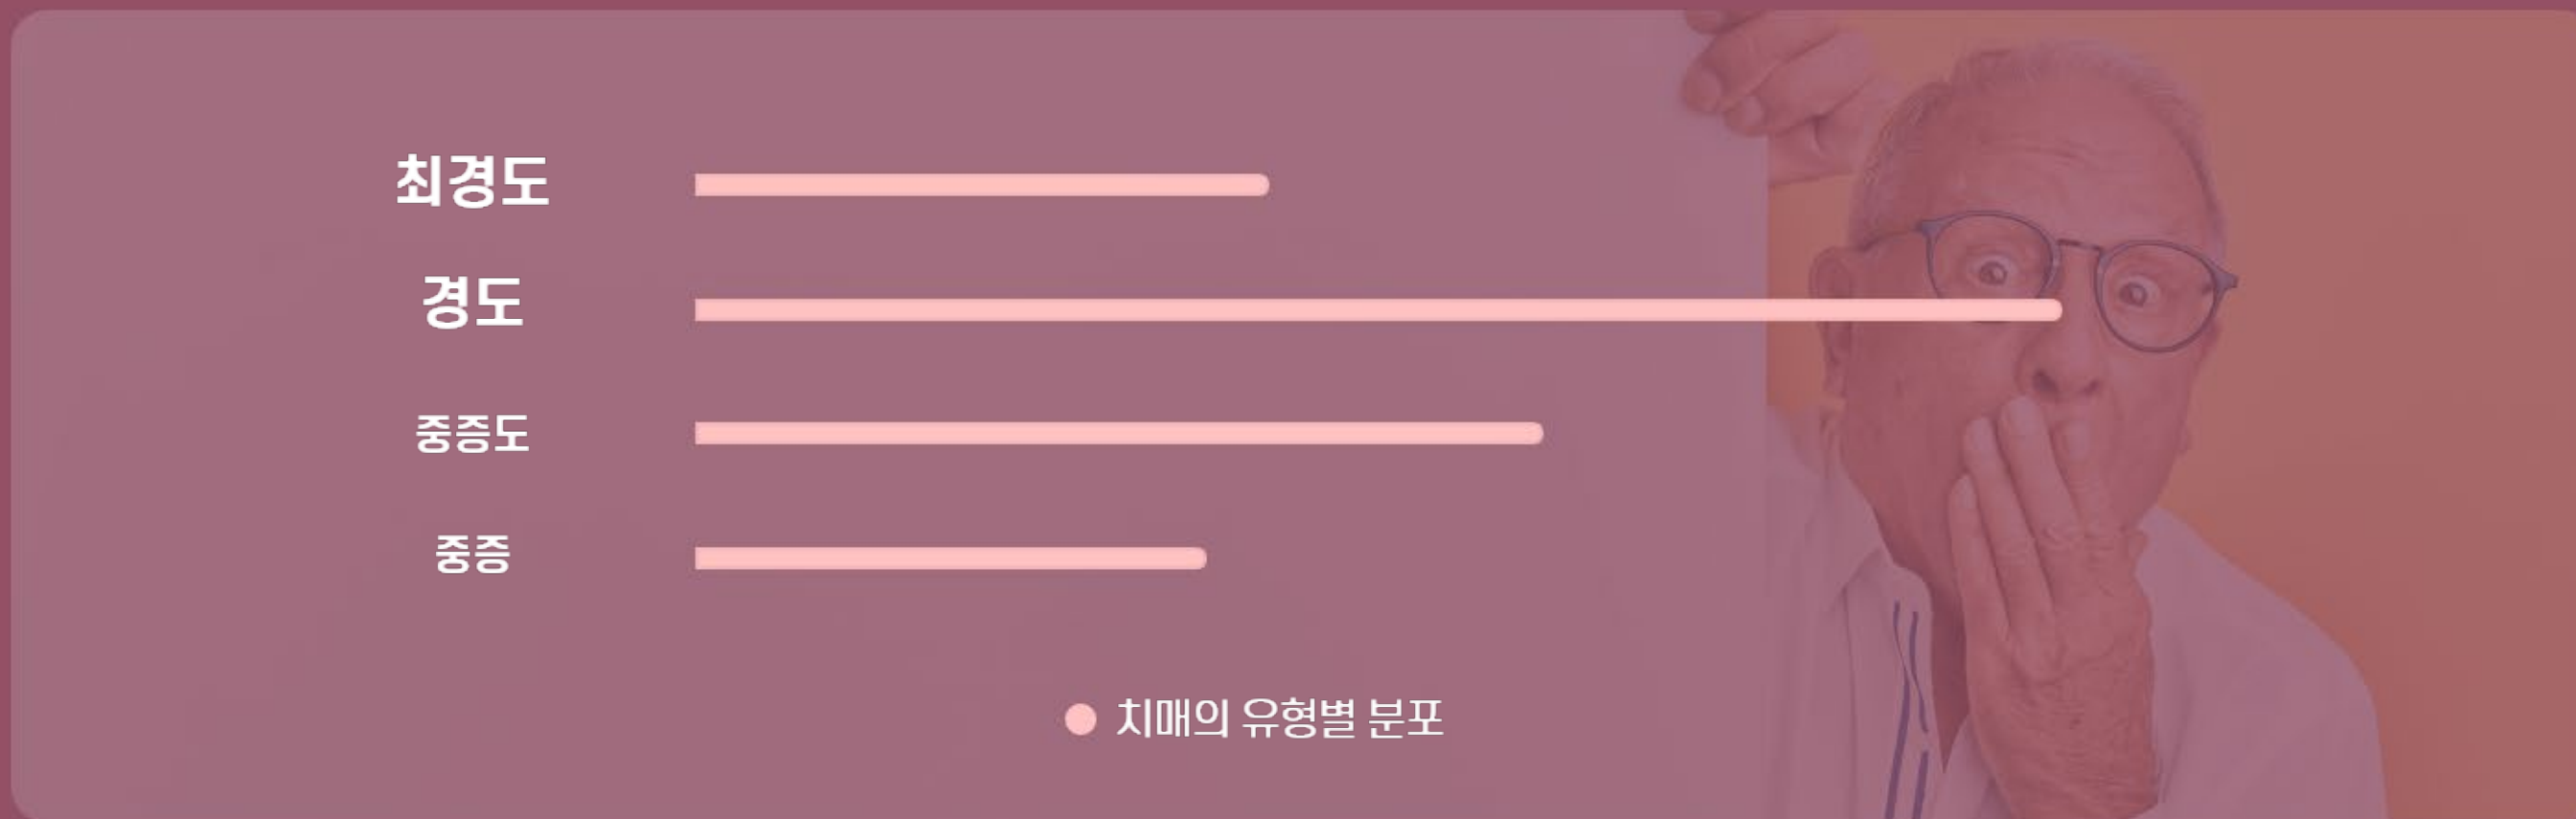 최경도
경도
중증도
중증
치매의 유형별 분포